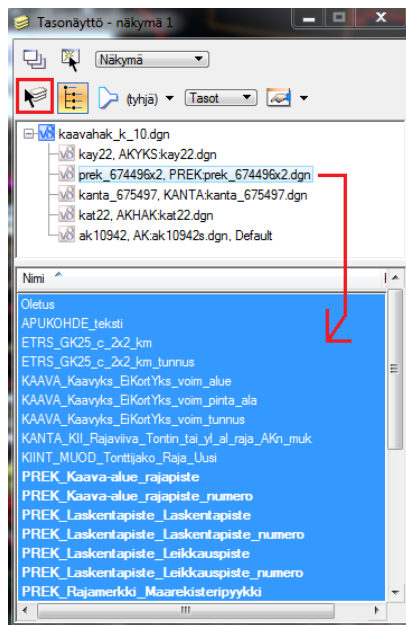 Tasonäyttö - näkymä 1
Näkymä
(tyhjä)
Tasot
kaavahak_k_10.dgn
kay22, AKYKS:kay22.dgn
prek_674496x2, PREK:prek_674496x2.dgn
kanta_675497, KANTA:kanta_675497.dgn
kat22, AKHAK:kat22.dgn
ak10942, AK:ak10942s.dgn, Default
Nimi
Oletus
APUKOHDE_teksti
ETRS_GK25_c_2x2_km
ETRS_GK25_c_2x2_km_tunnus
KAAVA_Kaavyks_EiKortYks_voim_alue
KAAVA_Kaavyks_EiKortYks_voim_pinta_ala
KAAVA_Kaavyks_EiKortYks_voim_tunnus
KANTA_KII_Rajaviiva_Tontin_tai_yl_al_raja_AKn_muk
KIINT_MUOD_Tonttijako_Raja_Uusi
PREK_Kaava-alue_rajapiste
PREK_Kaava-alue_rajapiste_numero
PREK_Laskentapiste_Laskentapiste
PREK_Laskentapiste_Laskentapiste_numero
PREK_Laskentapiste_Leikkauspiste
PREK_Laskentapiste_Leikkauspiste_numero
PREK_Rajamerkki_Maarekisteripyykki